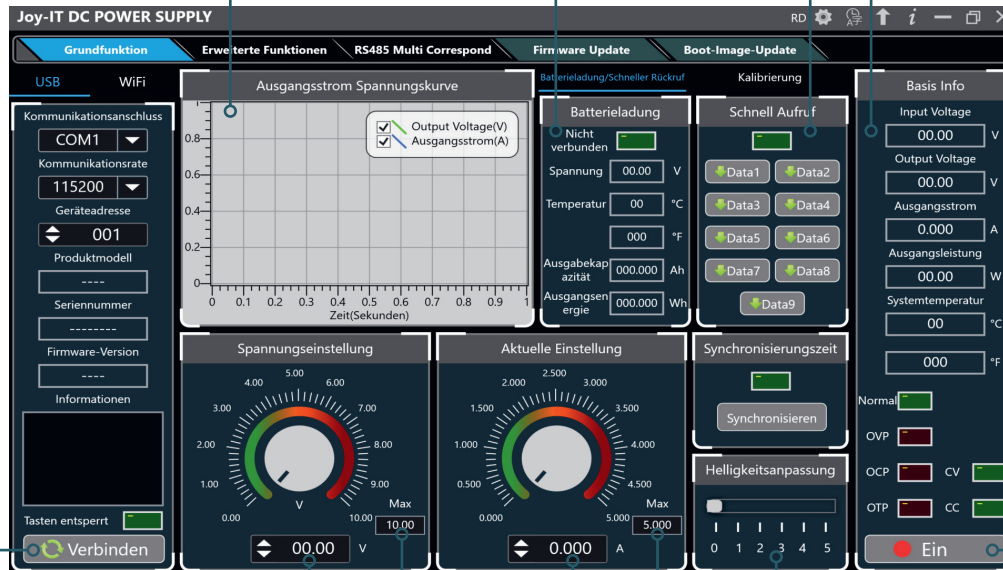 Joy-IT DC POWER SUPPLY
RD
Grundfunktion
Erweiterte Funktionen
RS485 Multi Correspond
Firmware Update
Boot-Image-Update
USB
WiFi
Kommunikationsanschluss
COM1
Kommunikationsrate
115200
Geräteadresse
001
Produktmodell
----
Seriennummer
--------
Firmware-Version
----
Informationen
Tasten entsperrt
Verbinden
Ausgangsstrom Spannungskurve
Output Voltage(V)
Ausgangsstrom(A)
1
0.8
0.6
0.4
0.2
0
0 0.1 0.2 0.3 0.4 0.5 0.6 0.7 0.8 0.9 1
Zeit(Sekunden)
Batterieladung/Schneller Rückruf
Kalibrierung
Batterieladung
Nicht
verbunden
Spannung 00.00 V
Temperatur 00 °C
000 °F
Ausgabekap
azität
000.000 Ah
Ausgangsen
ergie
000.000 Wh
Schnell Aufruf
Data1 Data2
Data3 Data4
Data5 Data6
Data7 Data8
Data9
Spannungseinstellung
0.00
1.00
2.00
3.00
4.00
5.00
6.00
7.00
8.00
9.00
10.00
V
Max
10.00
00.00 V
Aktuelle Einstellung
0.000
0.500
1.000
1.500
2.000
2.500
3.000
3.500
4.000
4.500
5.000
A
Max
5.000
0.000 A
Synchronisierungszeit
Synchronisieren
Helligkeitsanpassung
0 1 2 3 4 5
Basis Info
Input Voltage
00.00 V
Output Voltage
00.00 V
Ausgangsstrom
0.000 A
Ausgangsleistung
00.00 W
Systemtemperatur
00 °C
000 °F
Normal
OVP
OCP CV
OTP CC
Ein